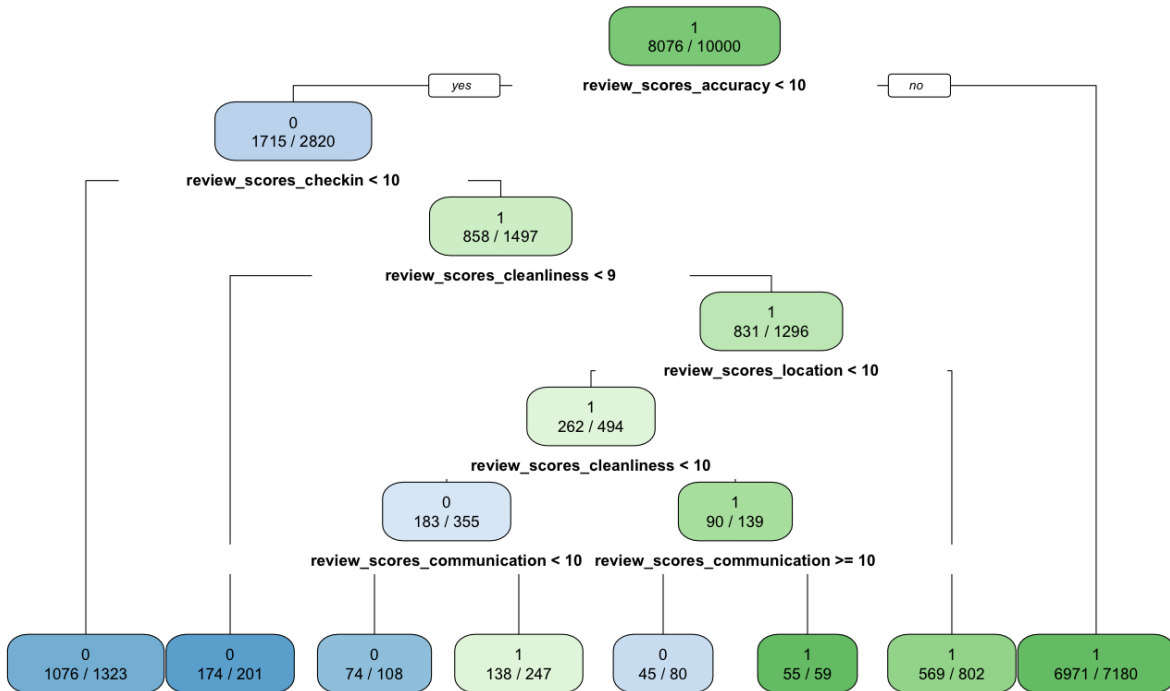 1
8076 / 10000
yes
review_scores_accuracy < 10
no
0
1715 / 2820
review_scores_checkin < 10
1
858 / 1497
review_scores_cleanliness < 9
1
831 / 1296
review_scores_location < 10
1
262 / 494
review_scores_cleanliness < 10
0
183 / 355
1
90 / 139
review_scores_communication < 10
review_scores_communication >= 10
0
1076 / 1323
0
174 / 201
0
74 / 108
1
138 / 247
0
45 / 80
1
55 / 59
1
569 / 802
1
6971 / 7180